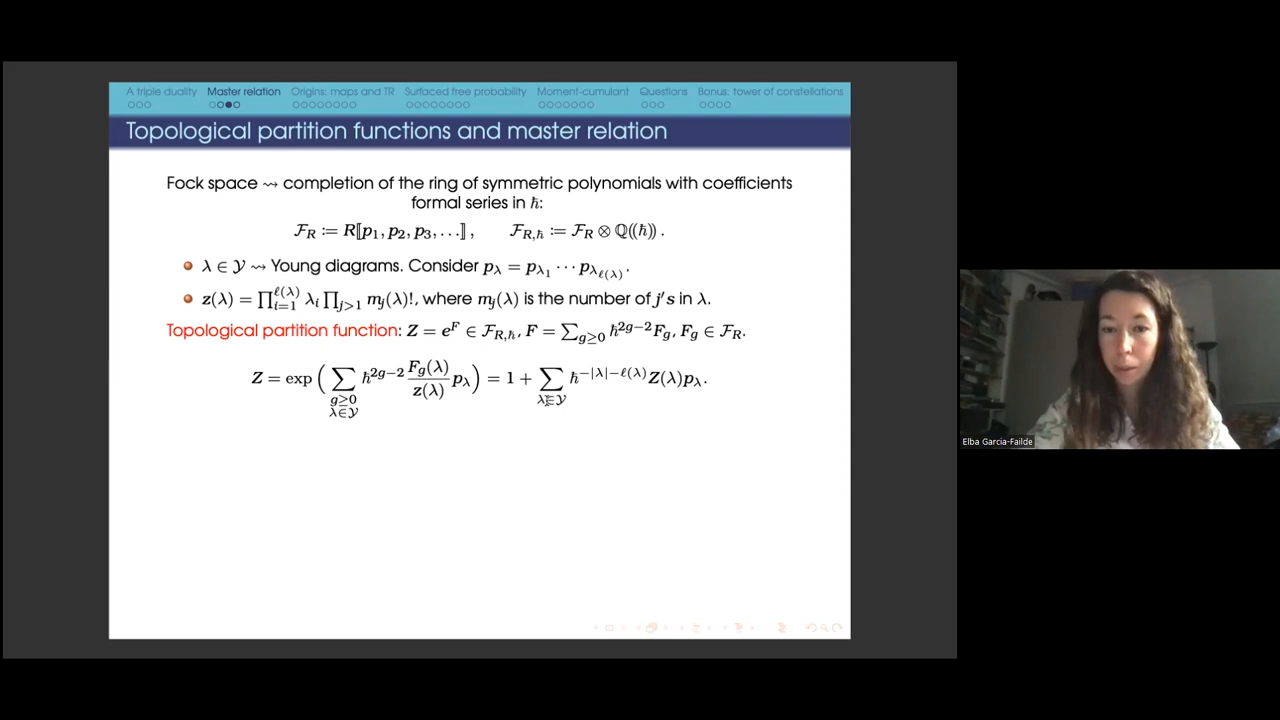 A triple duality Master relation Origins: maps and TR Surfaced free probability Moment-cumulant Questions Bonus: tower of constellations
Topological partition functions and master relation
Fock space ⇝ completion of the ring of symmetric polynomials with coefficients
formal series in ℏ:
𝓕_R ≔ R⟦p₁, p₂, p₃, …⟧, 𝓕_{R,ℏ} ≔ 𝓕_R ⊗ ℚ((ℏ)).
λ ∈ 𝒴 ⇝ Young diagrams. Consider p_λ = p_{λ₁} ⋯ p_{λ_{ℓ(λ)}}.
z(λ) = ∏_{i=1}^{ℓ(λ)} λ_i ∏_{j>1} m_j(λ)!, where m_j(λ) is the number of j's in λ.
Topological partition function: Z = e^F ∈ 𝓕_{R,ℏ}, F = ∑_{g≥0} ℏ^{2g−2} F_g, F_g ∈ 𝓕_R.
Z = exp ( ∑_{g≥0, λ∈𝒴} ℏ^{2g−2} F_g(λ)/z(λ) p_λ ) = 1 + ∑_{λ∈𝒴} ℏ^{−|λ|−ℓ(λ)} Z(λ) p_λ.
Elba Garcia-Failde